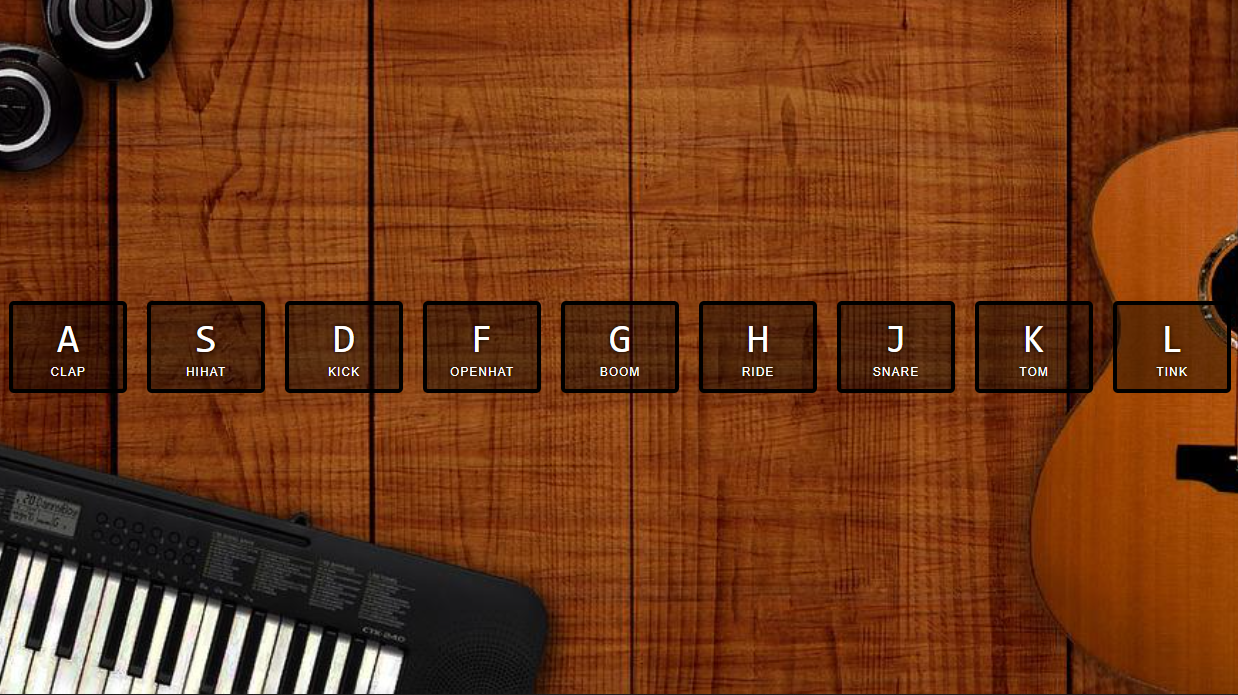 A
CLAP
S
HIHAT
D
KICK
F
OPENHAT
G
BOOM
H
RIDE
J
SNARE
K
TOM
L
TINK
CTK-240